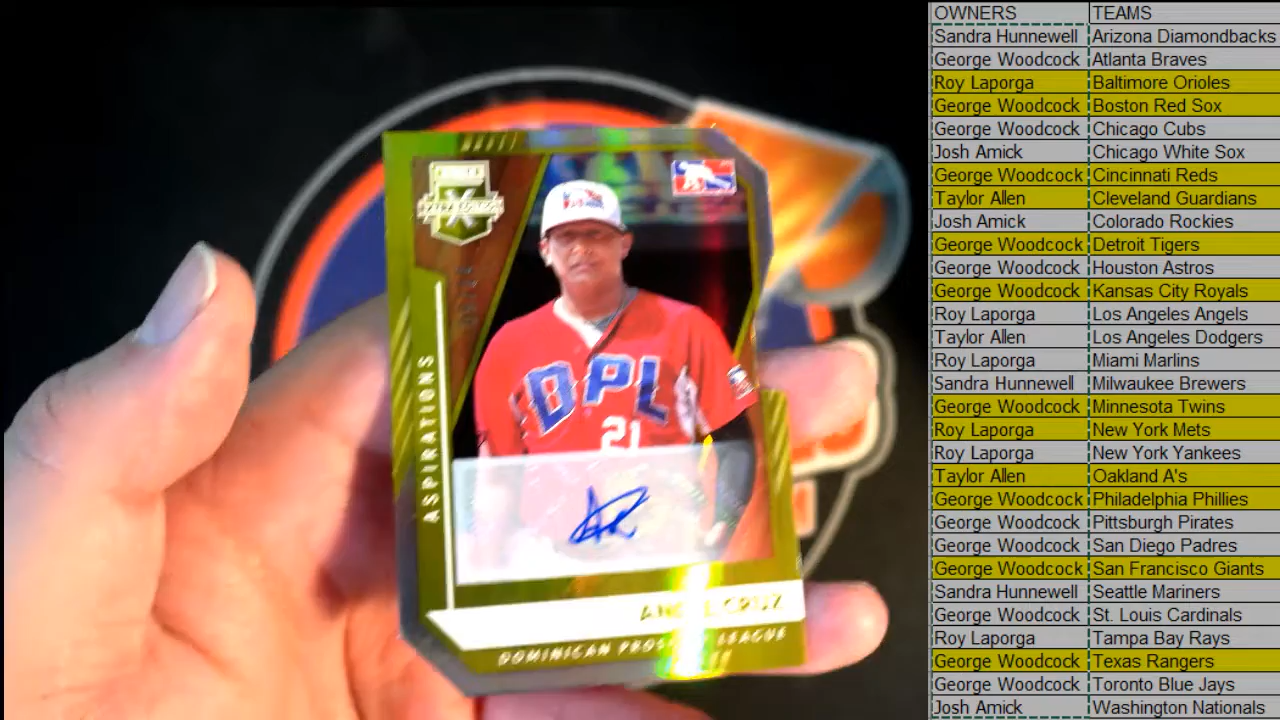 ASPIRATIONS
DPL
21
DOMINICAN LEAGUE
CRUZ
OWNERS TEAMS
Sandra Hunnewell Arizona Diamondbacks
George Woodcock Atlanta Braves
Roy Laporga Baltimore Orioles
George Woodcock Boston Red Sox
George Woodcock Chicago Cubs
Josh Amick Chicago White Sox
George Woodcock Cincinnati Reds
Taylor Allen Cleveland Guardians
Josh Amick Colorado Rockies
George Woodcock Detroit Tigers
George Woodcock Houston Astros
George Woodcock Kansas City Royals
Roy Laporga Los Angeles Angels
Taylor Allen Los Angeles Dodgers
Roy Laporga Miami Marlins
Sandra Hunnewell Milwaukee Brewers
George Woodcock Minnesota Twins
Roy Laporga New York Mets
Roy Laporga New York Yankees
Taylor Allen Oakland A's
George Woodcock Philadelphia Phillies
George Woodcock Pittsburgh Pirates
George Woodcock San Diego Padres
George Woodcock San Francisco Giants
Sandra Hunnewell Seattle Mariners
George Woodcock St. Louis Cardinals
Roy Laporga Tampa Bay Rays
George Woodcock Texas Rangers
George Woodcock Toronto Blue Jays
Josh Amick Washington Nationals